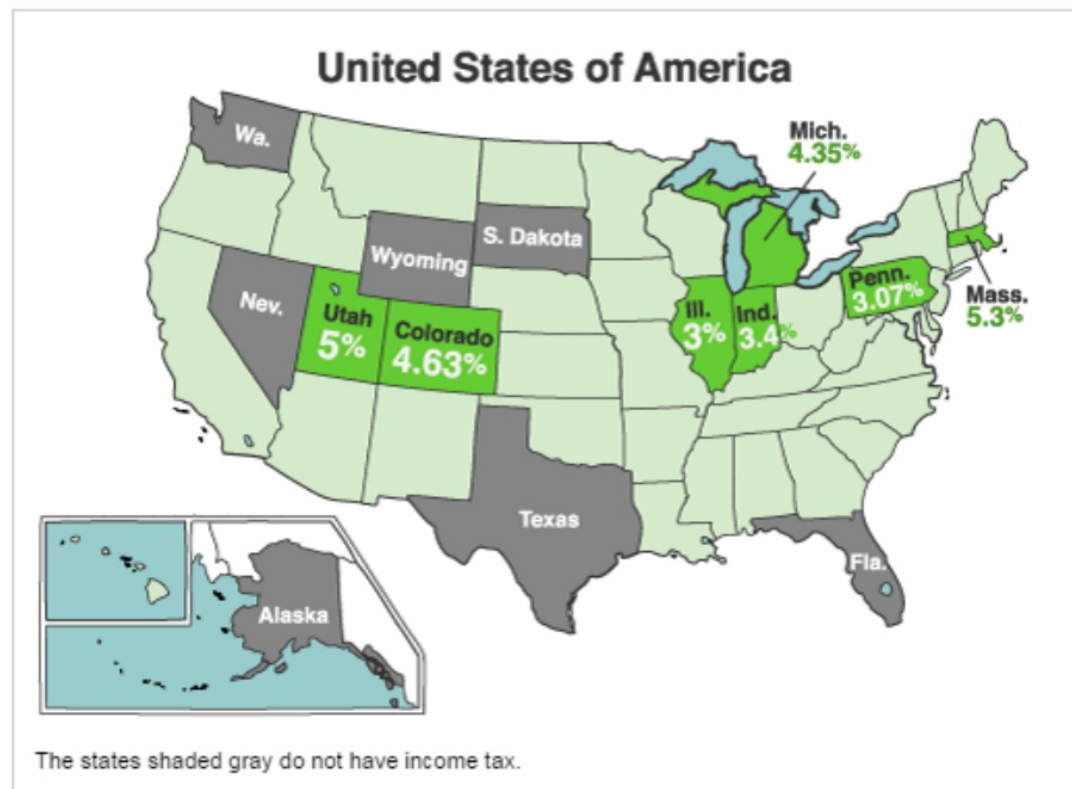 United States of America
Wa.
Mich.
4.35%
S. Dakota
Wyoming
Nev.
Utah
5%
Colorado
4.63%
Ill.
3%
Ind.
3.4%
Penn.
3.07%
Mass.
5.3%
Texas
Fla.
Alaska
The states shaded gray do not have income tax.